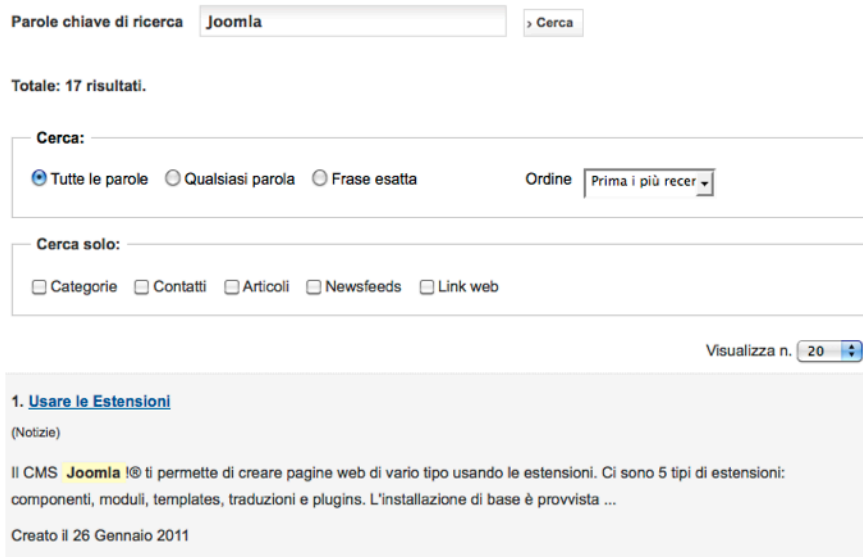 Parole chiave di ricerca Joomla › Cerca
Totale: 17 risultati.
Cerca:
Tutte le parole Qualsiasi parola Frase esatta Ordine Prima i più recer
Cerca solo:
Categorie Contatti Articoli Newsfeeds Link web
Visualizza n. 20
1. Usare le Estensioni
(Notizie)
Il CMS Joomla !® ti permette di creare pagine web di vario tipo usando le estensioni. Ci sono 5 tipi di estensioni:
componenti, moduli, templates, traduzioni e plugins. L'installazione di base è provvista ...
Creato il 26 Gennaio 2011